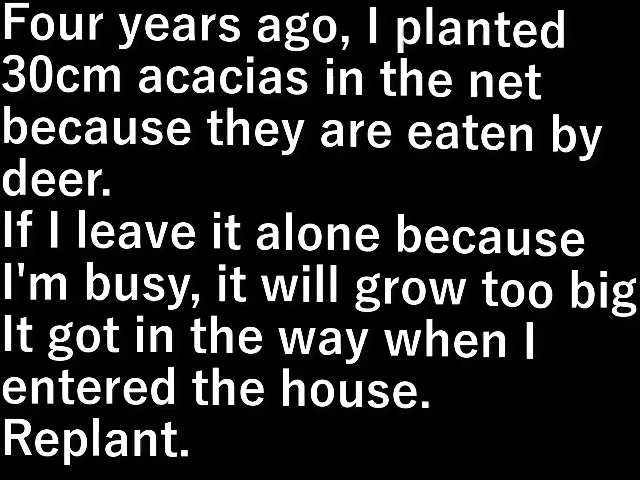 Four years ago, I planted
30cm acacias in the net
because they are eaten by
deer.
If I leave it alone because
I'm busy, it will grow too big
It got in the way when I
entered the house.
Replant.